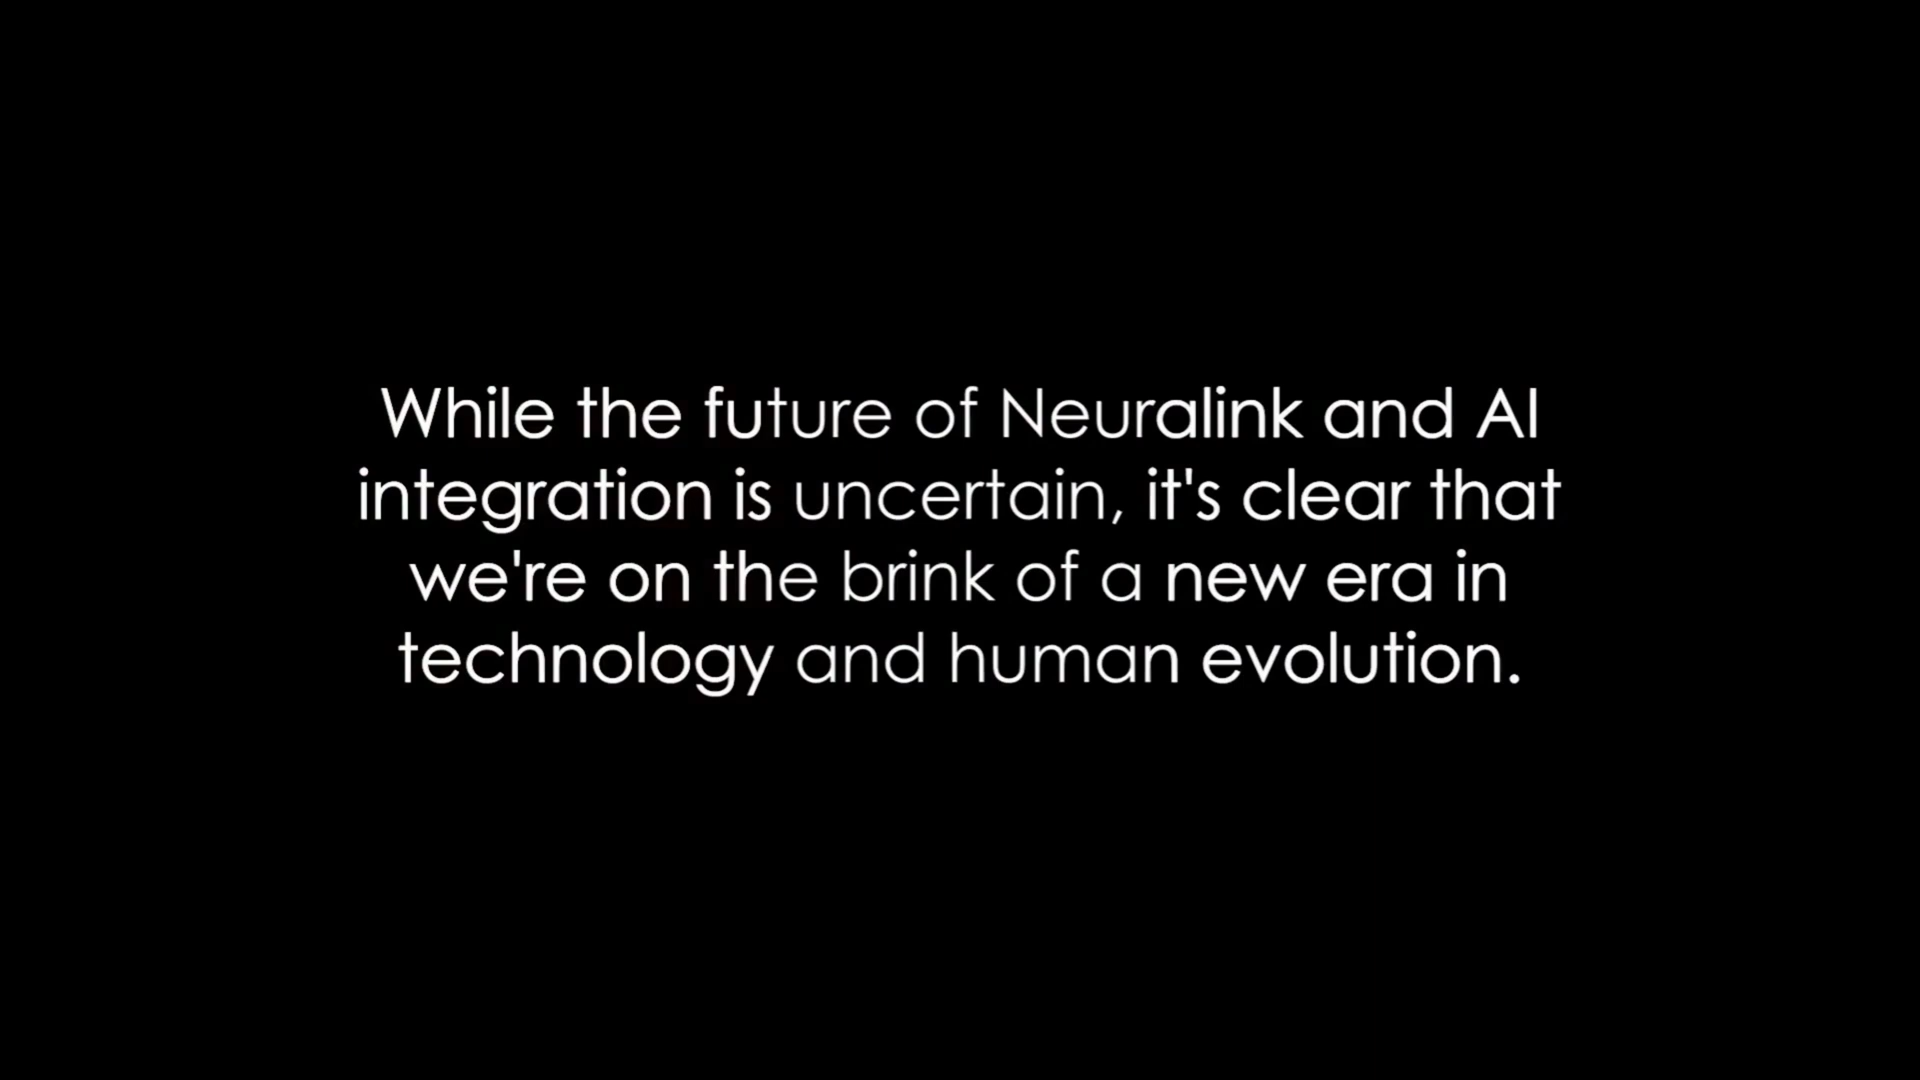 While the future of Neuralink and AI
integration is uncertain, it's clear that
we're on the brink of a new era in
technology and human evolution.